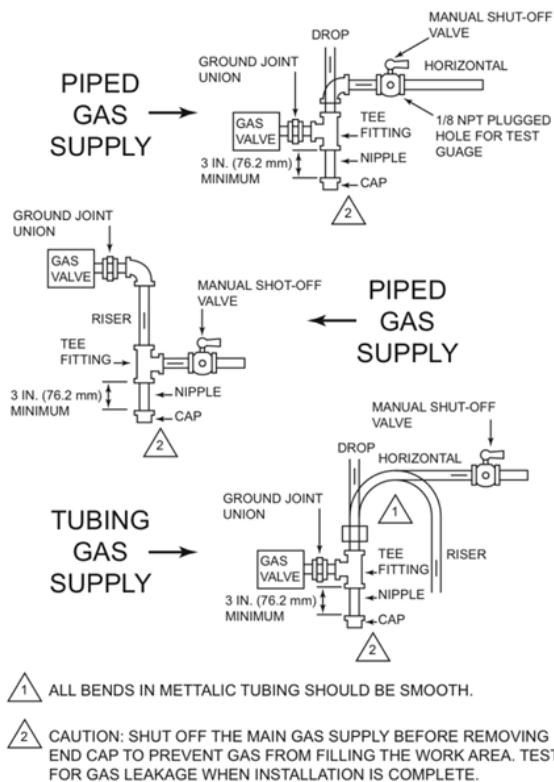 MANUAL SHUT-OFF
VALVE
DROP
HORIZONTAL
GROUND JOINT
UNION
PIPED
GAS
SUPPLY
GAS
VALVE
TEE
FITTING
1/8 NPT PLUGGED
HOLE FOR TEST
GUAGE
3 IN. (76.2 mm)
MINIMUM
NIPPLE
CAP
2
GROUND JOINT
UNION
GAS
VALVE
MANUAL SHOT-OFF
VALVE
RISER
PIPED
GAS
SUPPLY
TEE
FITTING
3 IN. (76.2 mm)
MINIMUM
NIPPLE
CAP
2
MANUAL SHUT-OFF
VALVE
DROP
HORIZONTAL
GROUND JOINT
UNION
1
TUBING
GAS
SUPPLY
GAS
VALVE
TEE
FITTING
RISER
3 IN. (76.2 mm)
MINIMUM
NIPPLE
CAP
2
1 ALL BENDS IN METTALIC TUBING SHOULD BE SMOOTH.
2 CAUTION: SHUT OFF THE MAIN GAS SUPPLY BEFORE REMOVING
END CAP TO PREVENT GAS FROM FILLING THE WORK AREA. TEST
FOR GAS LEAKAGE WHEN INSTALLATION IS COMPLETE.